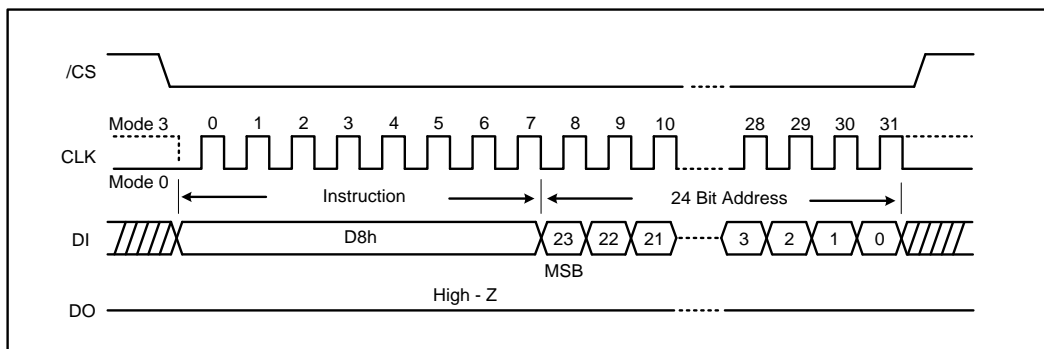 /CS
Mode 3 0 1 2 3 4 5 6 7 8 9 10 28 29 30 31
CLK
Mode 0
Instruction 24 Bit Address
DI D8h 23 22 21 3 2 1 0
MSB
High - Z
DO